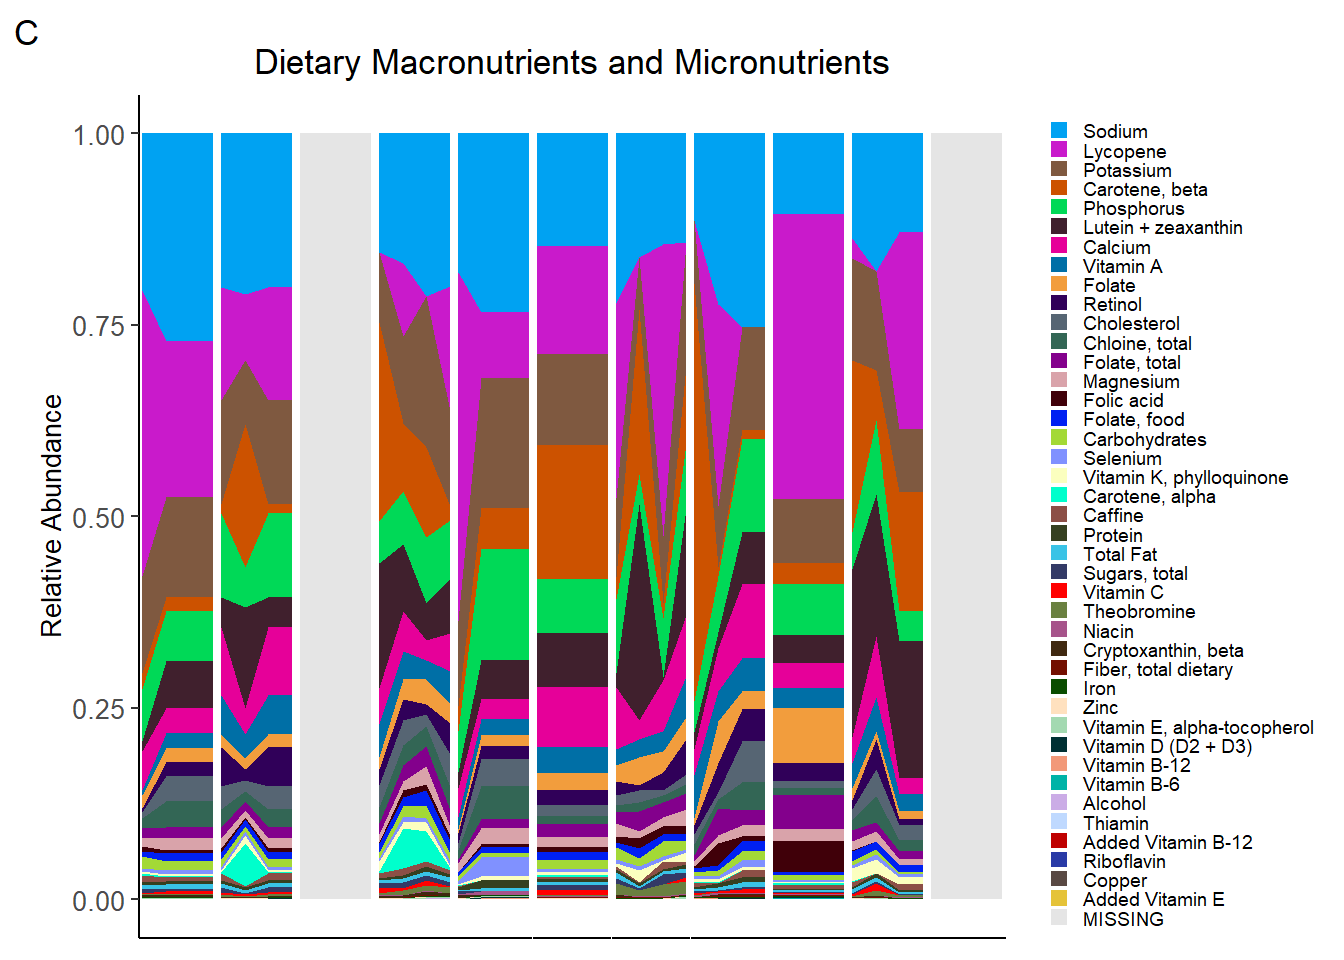 C
Dietary Macronutrients and Micronutrients
Relative Abundance
1.00
0.75
0.50
0.25
0.00
Sodium
Lycopene
Potassium
Carotene, beta
Phosphorus
Lutein + zeaxanthin
Calcium
Vitamin A
Folate
Retinol
Cholesterol
Chloine, total
Folate, total
Magnesium
Folic acid
Folate, food
Carbohydrates
Selenium
Vitamin K, phylloquinone
Carotene, alpha
Caffine
Protein
Total Fat
Sugars, total
Vitamin C
Theobromine
Niacin
Cryptoxanthin, beta
Fiber, total dietary
Iron
Zinc
Vitamin E, alpha-tocopherol
Vitamin D (D2 + D3)
Vitamin B-12
Vitamin B-6
Alcohol
Thiamin
Added Vitamin B-12
Riboflavin
Copper
Added Vitamin E
MISSING